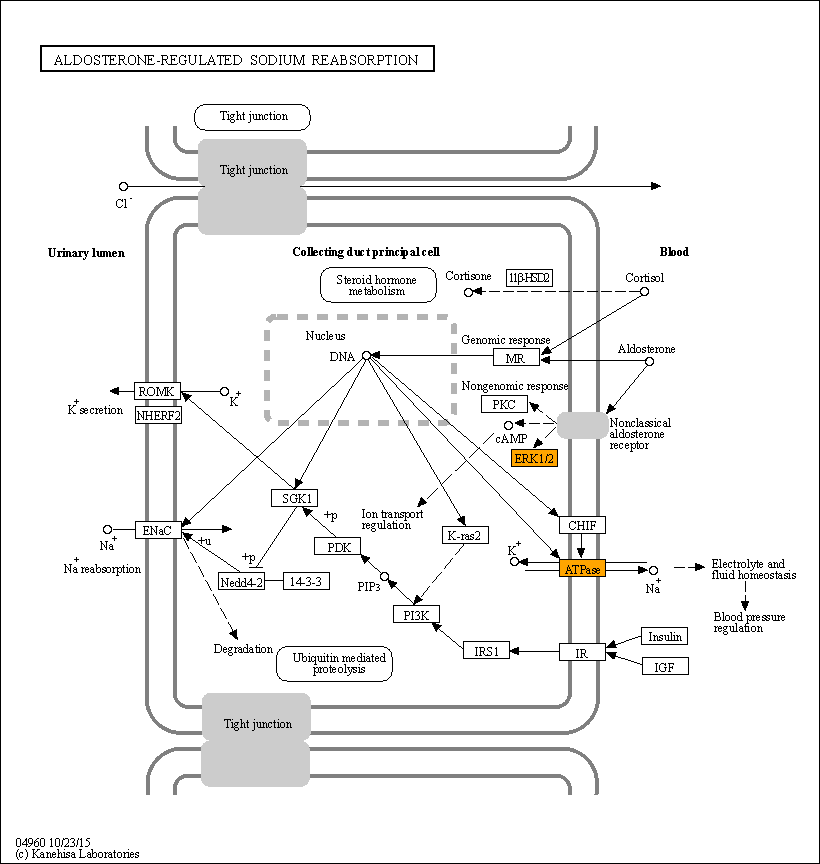 ALDOSTERONE-REGULATED SODIUM REABSORPTION
Tight junction
Tight junction
Cl-
Urinary lumen
Collecting duct principal cell
Blood
Steroid hormone
metabolism
Cortisone
11β-HSD2
Cortisol
Nucleus
DNA
Genomic response
MR
Aldosterone
Nongenomic response
PKC
cAMP
ERK1/2
Nonclassical
aldosterone
receptor
ROMK
NHERF2
K+
K+ secretion
SGK1
Ion transport
regulation
ENaC
Na+
Na+ reabsorption
+u
+p
+p
PDK
K-ras2
CHIF
K+
ATPase
Na+
Electrolyte and
fluid homeostasis
Nedd4-2
14-3-3
PIP3
PI3K
Blood pressure
regulation
Degradation
Ubiquitin mediated
proteolysis
IRS1
IR
Insulin
IGF
Tight junction
04960 10/23/15
(c) Kanehisa Laboratories